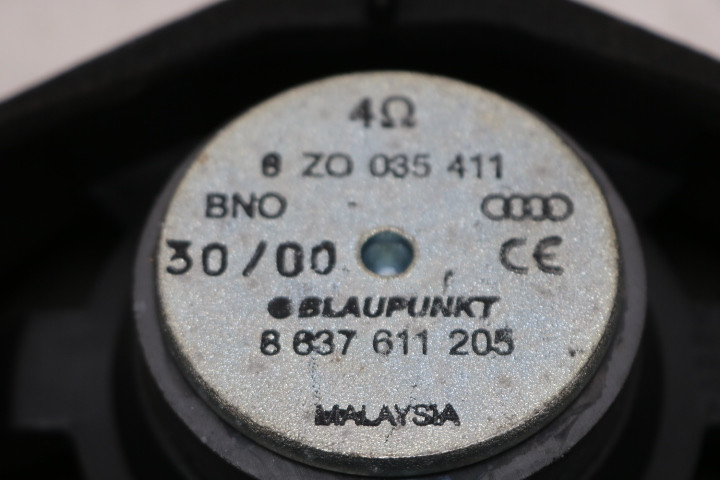 4Ω
8 ZO 035 411
BNO
30/00 CE
BLAUPUNKT
8 637 611 205
MALAYSIA